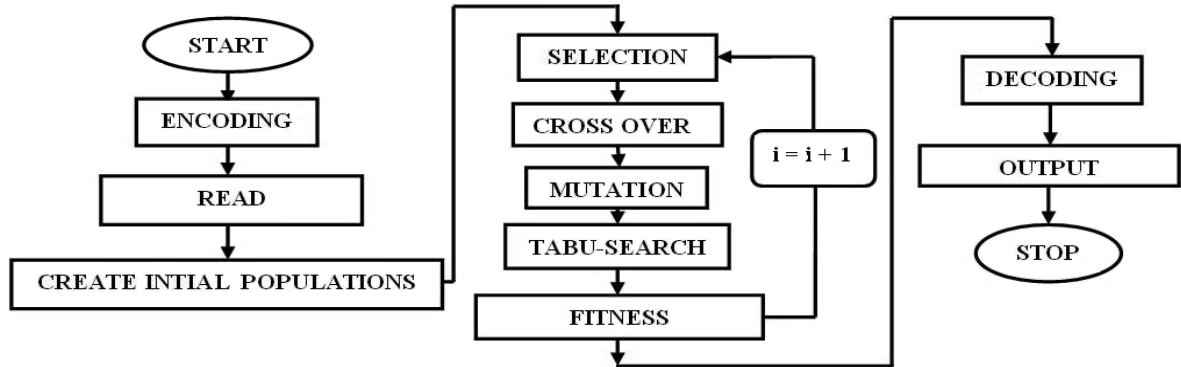 START
ENCODING
READ
CREATE INTIAL POPULATIONS
SELECTION
CROSS OVER
MUTATION
TABU-SEARCH
FITNESS
i = i + 1
DECODING
OUTPUT
STOP